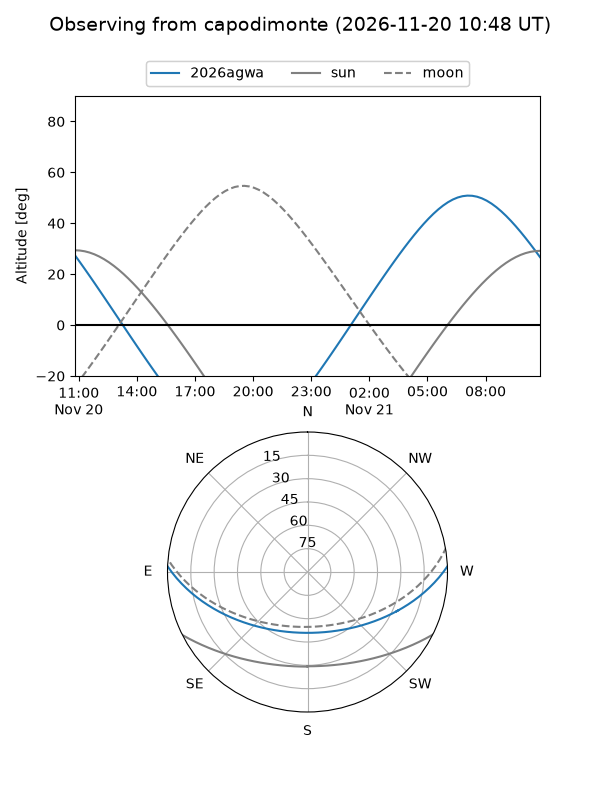 Observing from capodimonte (2026-11-20 10:48 UT)
2026agwa sun moon
Altitude [deg]
80
60
40
20
0
−20
11:00 14:00 17:00 20:00 23:00 02:00 05:00 08:00
Nov 20 Nov 21
N
NE NW
15
30
45
60
75
E W
SE SW
S